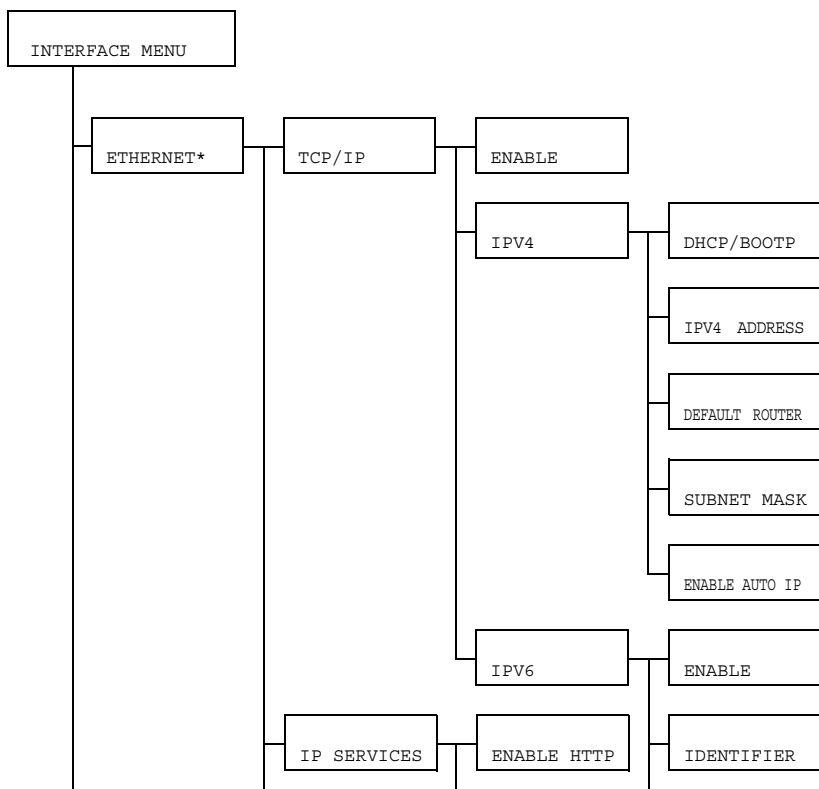 INTERFACE MENU
ETHERNET*
TCP/IP
ENABLE
IPV4
DHCP/BOOTP
IPV4 ADDRESS
DEFAULT ROUTER
SUBNET MASK
ENABLE AUTO IP
IPV6
ENABLE
IP SERVICES
ENABLE HTTP
IDENTIFIER